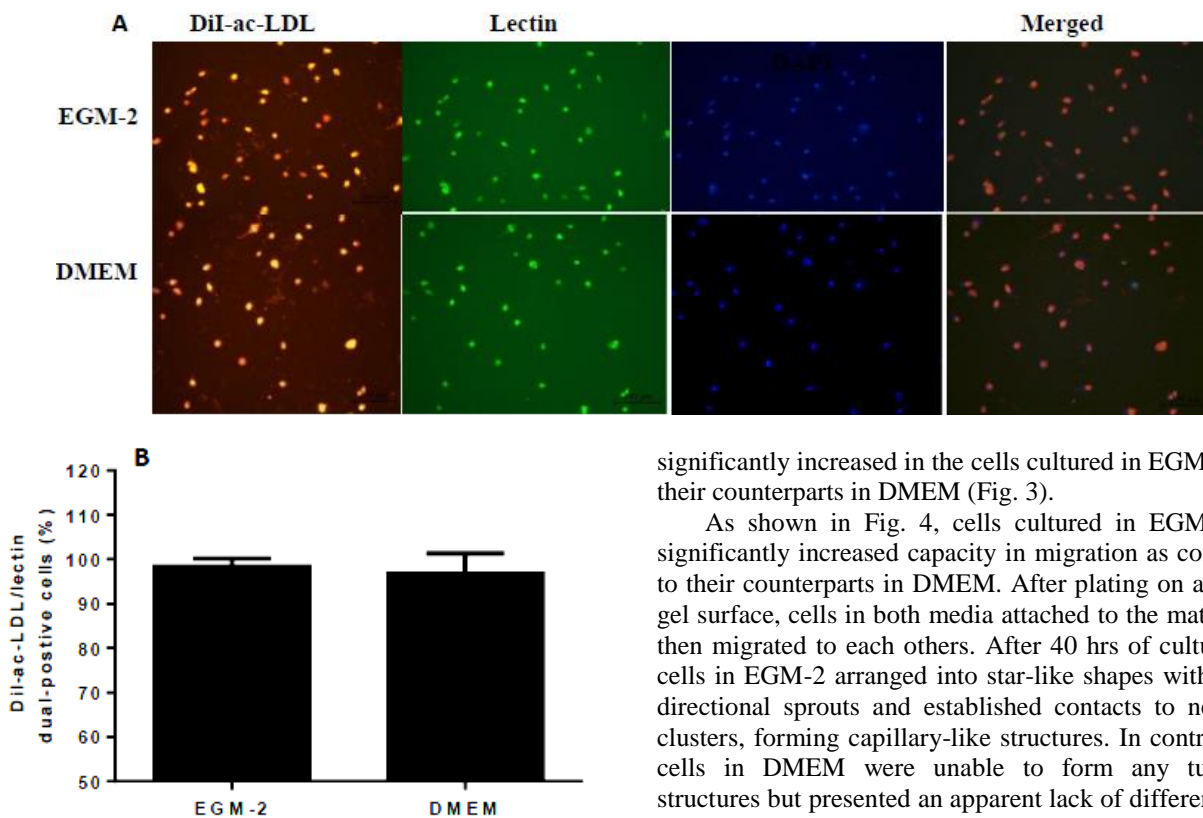 A DiI-ac-LDL Lectin Merged
DAPI
EGM-2
DMEM
B
DiI-ac-LDL/lectin
dual-postive cells (%)
120
110
100
90
80
70
60
50
EGM-2 DMEM
significantly increased in the cells cultured in EGM
their counterparts in DMEM (Fig. 3).
As shown in Fig. 4, cells cultured in EGM
significantly increased capacity in migration as co
to their counterparts in DMEM. After plating on a
gel surface, cells in both media attached to the mat
then migrated to each others. After 40 hrs of cultu
cells in EGM-2 arranged into star-like shapes with
directional sprouts and established contacts to ne
clusters, forming capillary-like structures. In contr
cells in DMEM were unable to form any tu
structures but presented an apparent lack of differen